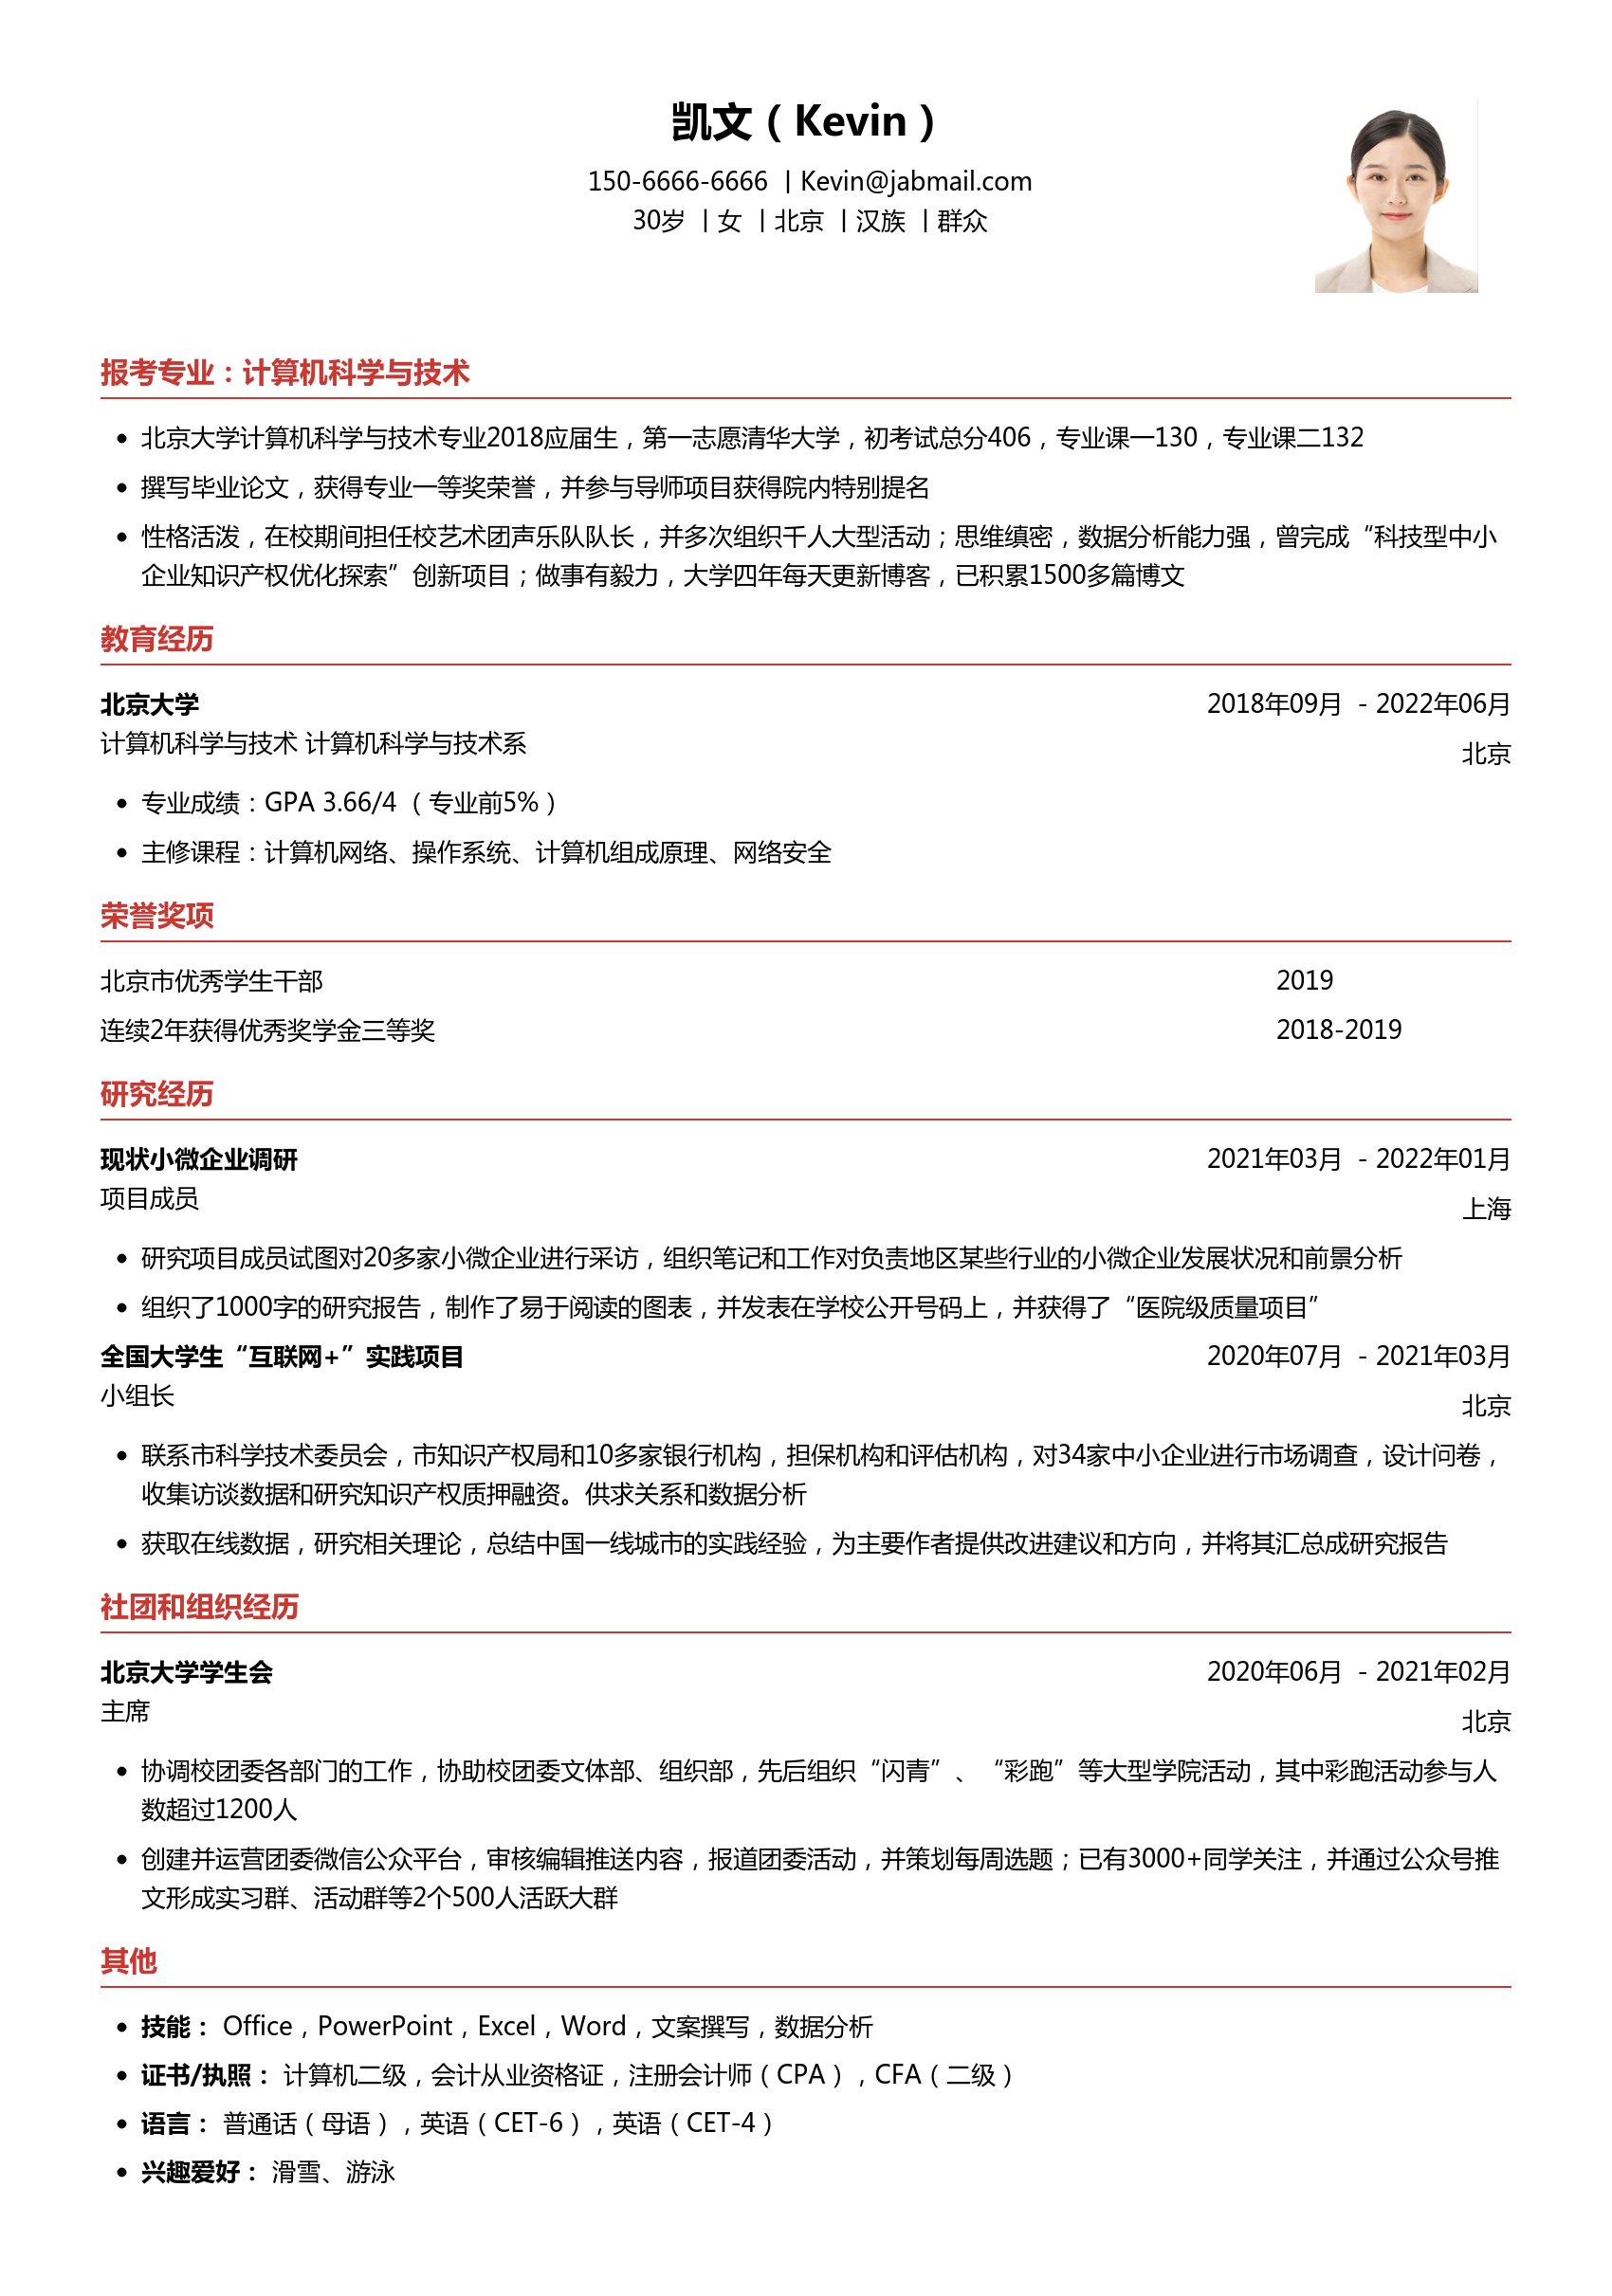 凯文（Kevin）
150-6666-6666 | Kevin@jabmail.com
30岁 | 女 | 北京 | 汉族 | 群众
报考专业：计算机科学与技术
• 北京大学计算机科学与技术专业2018应届生，第一志愿清华大学，初考试总分406，专业课一130，专业课二132
• 撰写毕业论文，获得专业一等奖荣誉，并参与导师项目获得院内特别提名
• 性格活泼，在校期间担任校艺术团声乐队队长，并多次组织千人大型活动；思维缜密，数据分析能力强，曾完成“科技型中小
企业知识产权优化探索”创新项目；做事有毅力，大学四年每天更新博客，已积累1500多篇博文
教育经历
北京大学 2018年09月 - 2022年06月
计算机科学与技术 计算机科学与技术系 北京
• 专业成绩：GPA 3.66/4 （专业前5%）
• 主修课程：计算机网络、操作系统、计算机组成原理、网络安全
荣誉奖项
北京市优秀学生干部 2019
连续2年获得优秀奖学金三等奖 2018-2019
研究经历
现状小微企业调研 2021年03月 - 2022年01月
项目成员 上海
• 研究项目成员试图对20多家小微企业进行采访，组织笔记和工作对负责地区某些行业的小微企业发展状况和前景分析
• 组织了1000字的研究报告，制作了易于阅读的图表，并发表在学校公开号码上，并获得了“医院级质量项目”
全国大学生“互联网+”实践项目 2020年07月 - 2021年03月
小组长 北京
• 联系市科学技术委员会，市知识产权局和10多家银行机构，担保机构和评估机构，对34家中小企业进行市场调查，设计问卷，
收集访谈数据和研究知识产权质押融资。供求关系和数据分析
• 获取在线数据，研究相关理论，总结中国一线城市的实践经验，为主要作者提供改进建议和方向，并将其汇总成研究报告
社团和组织经历
北京大学学生会 2020年06月 - 2021年02月
主席 北京
• 协调校团委各部门的工作，协助校团委文体部、组织部，先后组织“闪青”、“彩跑”等大型学院活动，其中彩跑活动参与人
数超过1200人
• 创建并运营团委微信公众平台，审核编辑推送内容，报道团委活动，并策划每周选题；已有3000+同学关注，并通过公众号推
文形成实习群、活动群等2个500人活跃大群
其他
• 技能： Office，PowerPoint，Excel，Word，文案撰写，数据分析
• 证书/执照： 计算机二级，会计从业资格证，注册会计师（CPA），CFA（二级）
• 语言： 普通话（母语），英语（CET-6），英语（CET-4）
• 兴趣爱好： 滑雪、游泳